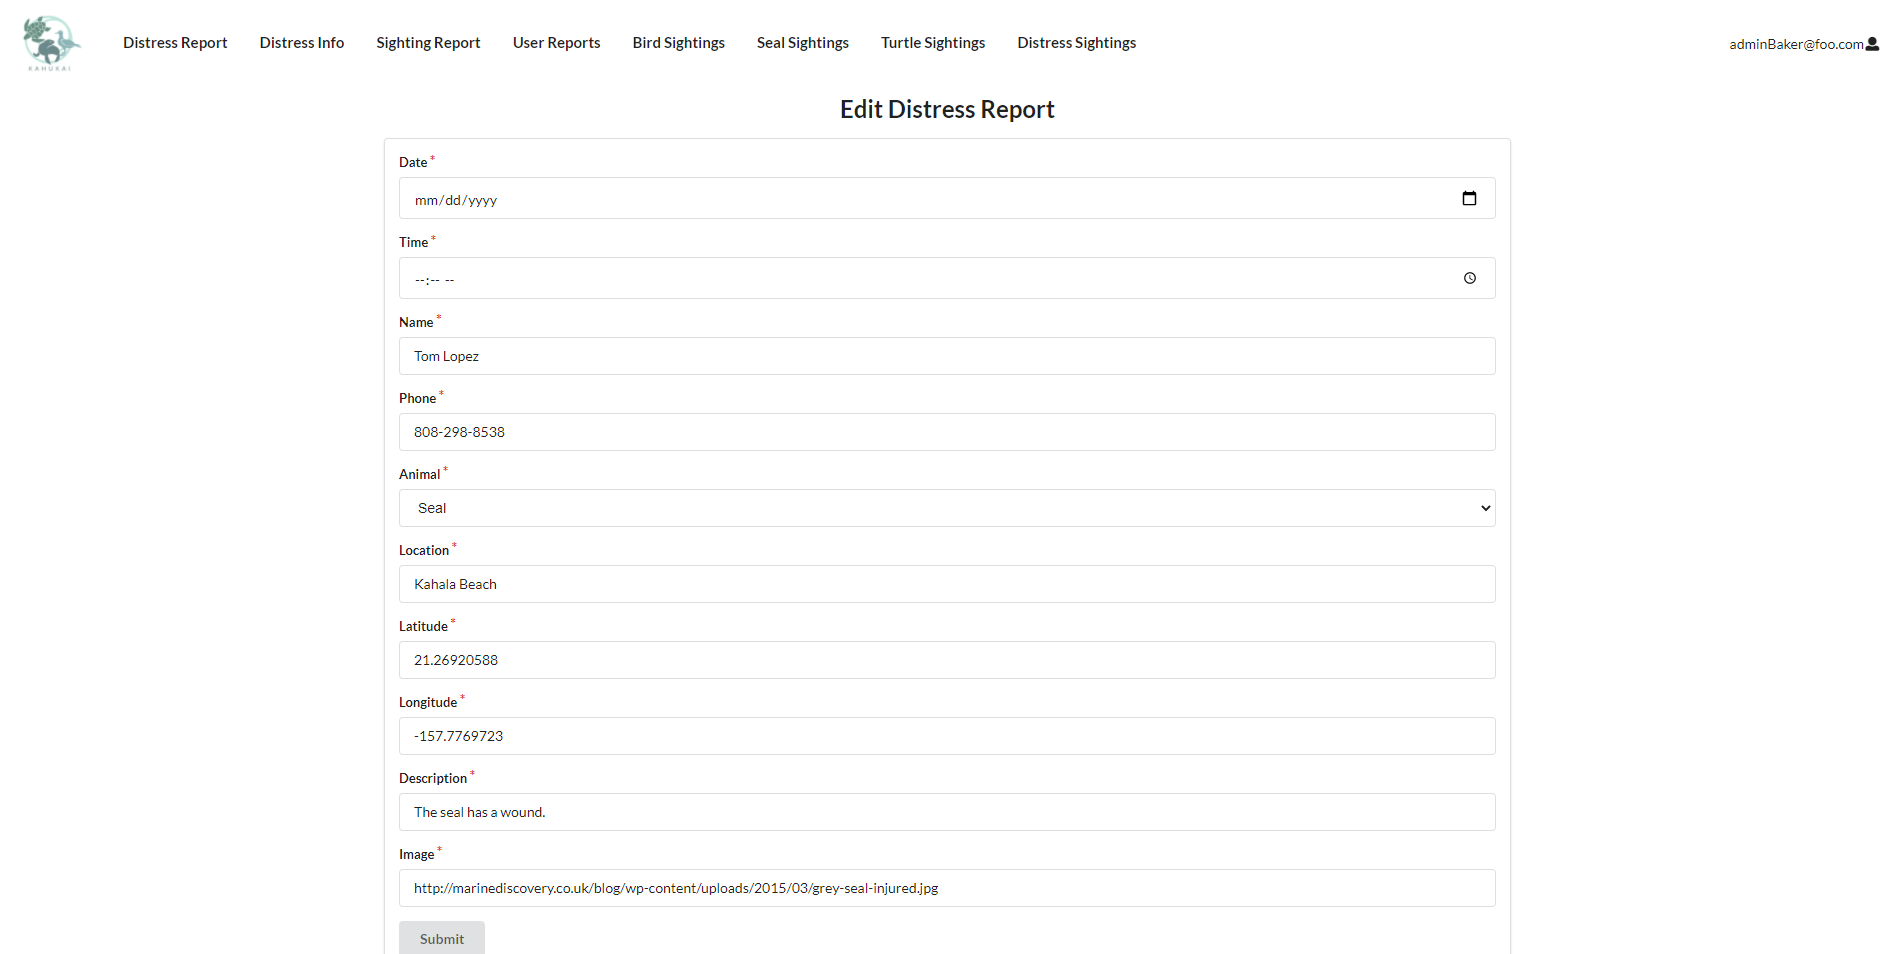 KAHUKAI
Distress Report Distress Info Sighting Report User Reports Bird Sightings Seal Sightings Turtle Sightings Distress Sightings adminBaker@foo.com
Edit Distress Report
Date*
mm/dd/yyyy
Time*
--:-- --
Name*
Tom Lopez
Phone*
808-298-8538
Animal*
Seal
Location*
Kahala Beach
Latitude*
21.26920588
Longitude*
-157.7769723
Description*
The seal has a wound.
Image*
http://marinediscovery.co.uk/blog/wp-content/uploads/2015/03/grey-seal-injured.jpg
Submit